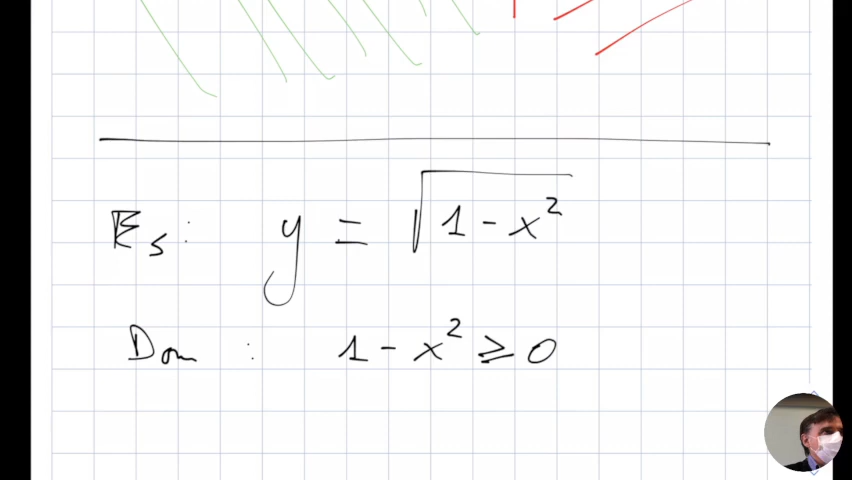 Es: y = √(1 - x²)
Dom : 1 - x² ⩾ 0